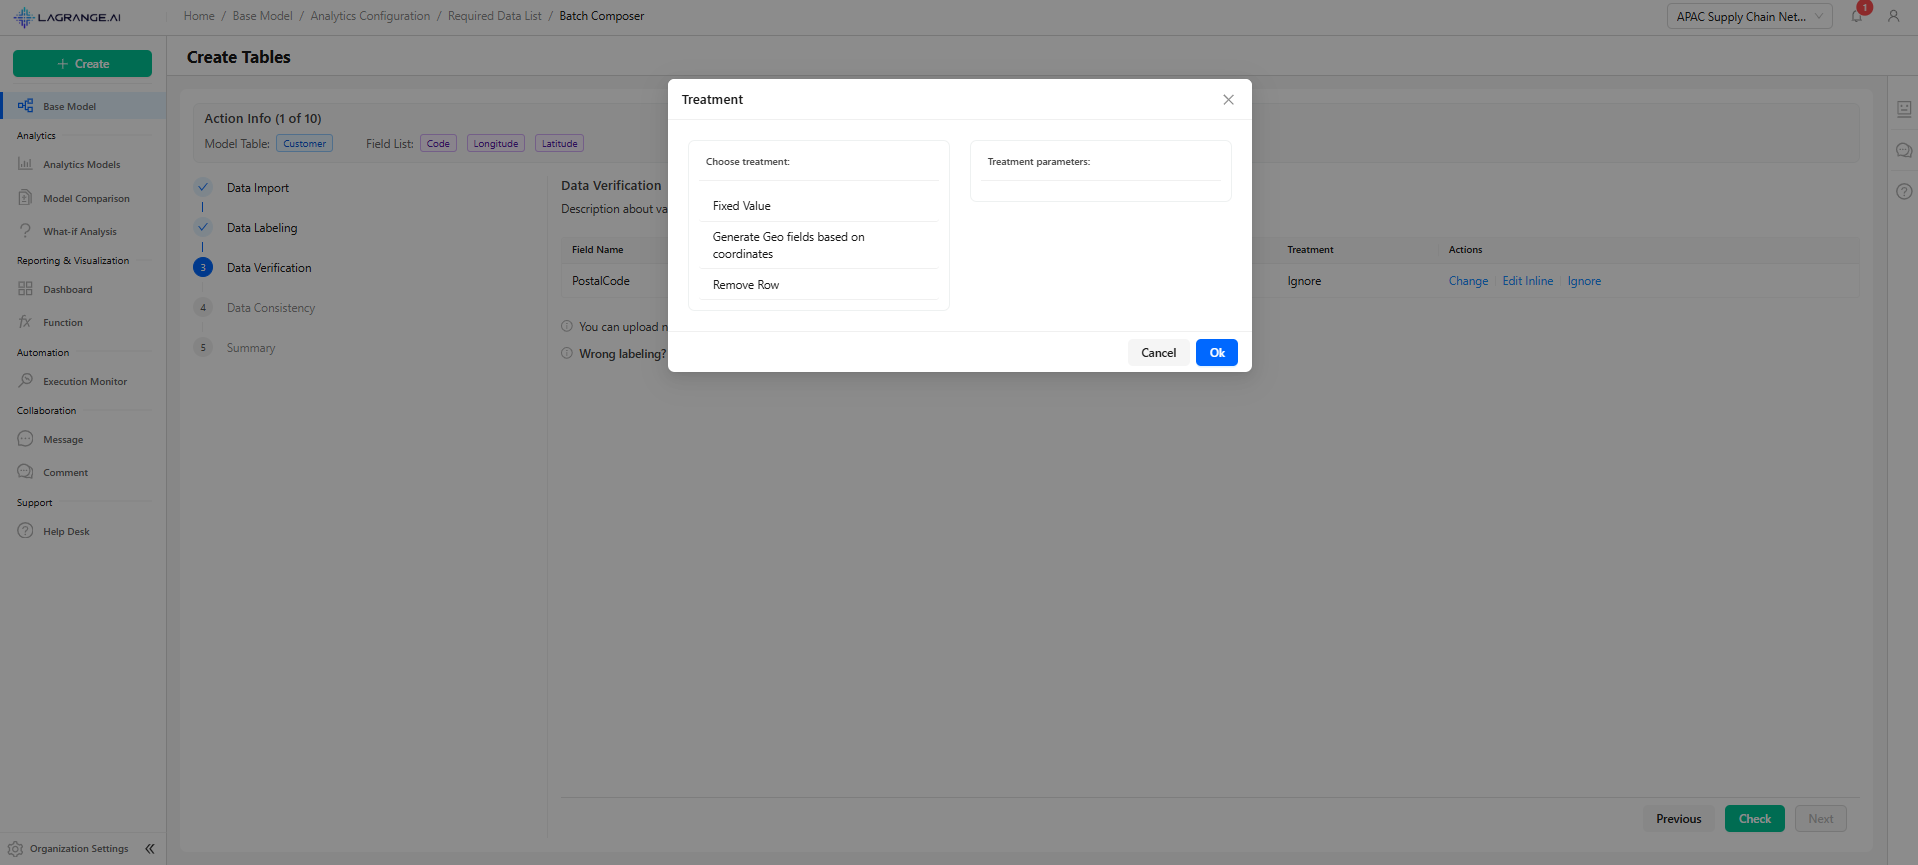 LAGRANGE.AI
Home / Base Model / Analytics Configuration / Required Data List / Batch Composer
APAC Supply Chain Net...
1
Create
Create Tables
Base Model
Analytics
Analytics Models
Model Comparison
What-if Analysis
Reporting & Visualization
Dashboard
Function
Automation
Execution Monitor
Collaboration
Message
Comment
Support
Help Desk
Organization Settings
Action Info (1 of 10)
Model Table: Customer Field List: Code Longitude Latitude
Data Import
Data Labeling
3 Data Verification
4 Data Consistency
5 Summary
Data Verification
Description about va
Field Name Treatment Actions
PostalCode Ignore Change Edit Inline Ignore
You can upload n
Wrong labeling?
Treatment
Choose treatment:
Fixed Value
Generate Geo fields based on
coordinates
Remove Row
Treatment parameters:
Cancel Ok
Previous Check Next